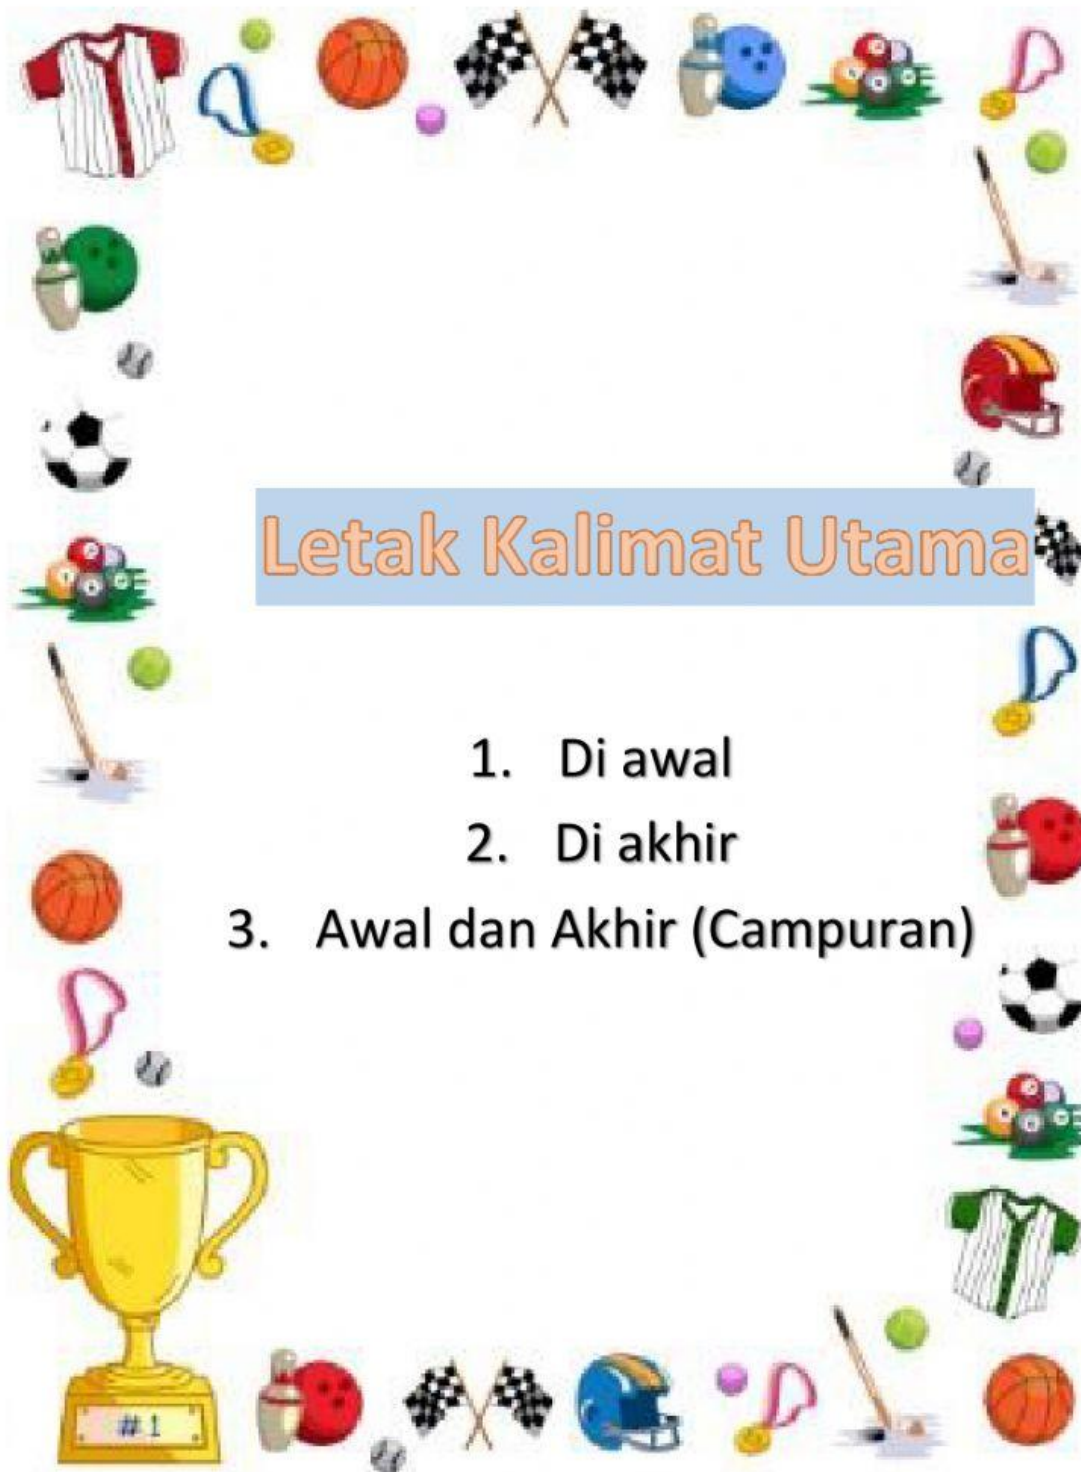 Letak Kalimat Utama
1. Di awal
2. Di akhir
3. Awal dan Akhir (Campuran)
#1